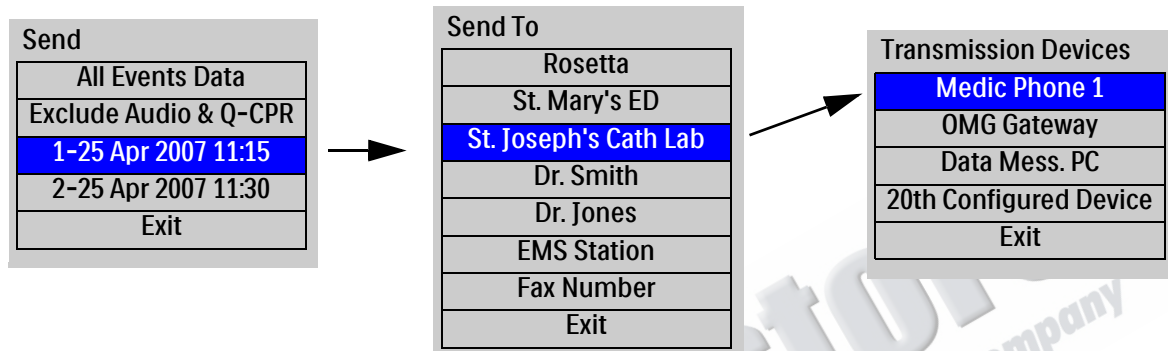 Send
All Events Data
Exclude Audio & Q-CPR
1-25 Apr 2007 11:15
2-25 Apr 2007 11:30
Exit
Send To
Rosetta
St. Mary's ED
St. Joseph's Cath Lab
Dr. Smith
Dr. Jones
EMS Station
Fax Number
Exit
Transmission Devices
Medic Phone 1
OMG Gateway
Data Mess. PC
20th Configured Device
Exit